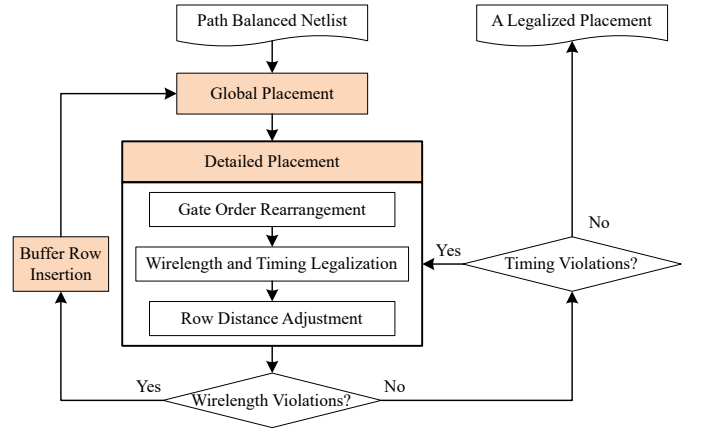 Path Balanced Netlist
A Legalized Placement
Global Placement
Detailed Placement
Gate Order Rearrangement
No
Buffer Row
Insertion
Wirelength and Timing Legalization
Yes
Timing Violations?
Row Distance Adjustment
Yes
Wirelength Violations?
No